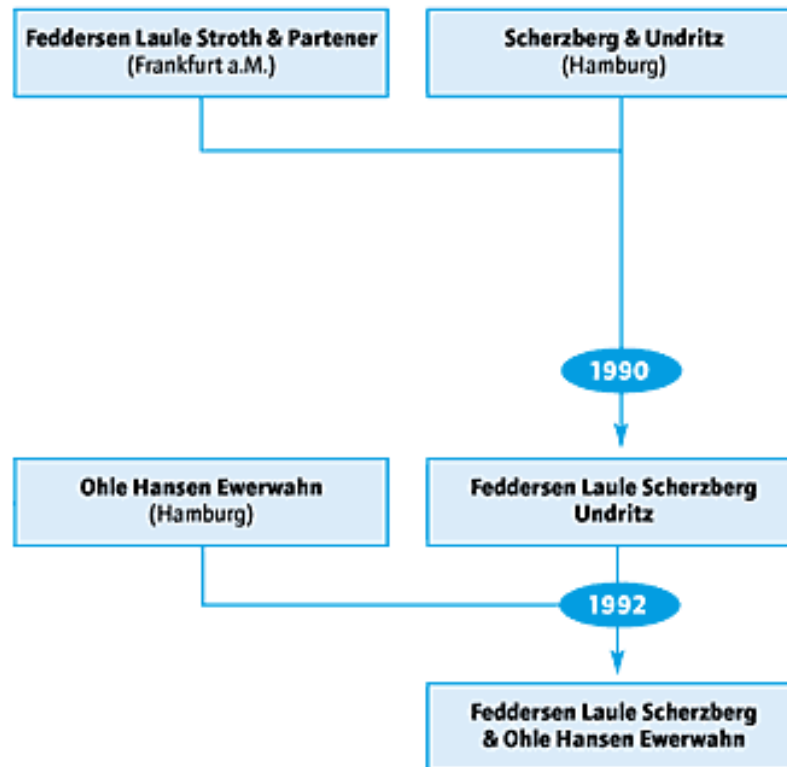 Feddersen Laule Stroth & Partener
(Frankfurt a.M.)
Scherzberg & Undritz
(Hamburg)
1990
Ohle Hansen Ewerwahn
(Hamburg)
Feddersen Laule Scherzberg
Undritz
1992
Feddersen Laule Scherzberg
& Ohle Hansen Ewerwahn